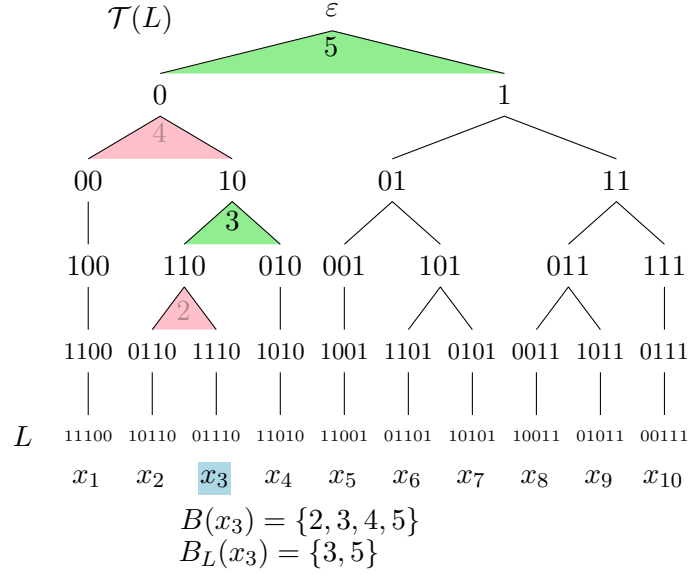 𝒯(L) ε
5
0 1
4
00 10 01 11
3
100 110 010 001 101 011 111
2
1100 0110 1110 1010 1001 1101 0101 0011 1011 0111
L 11100 10110 01110 11010 11001 01101 10101 10011 01011 00111
x₁ x₂ x₃ x₄ x₅ x₆ x₇ x₈ x₉ x₁₀
B(x₃) = {2, 3, 4, 5}
B_L(x₃) = {3, 5}